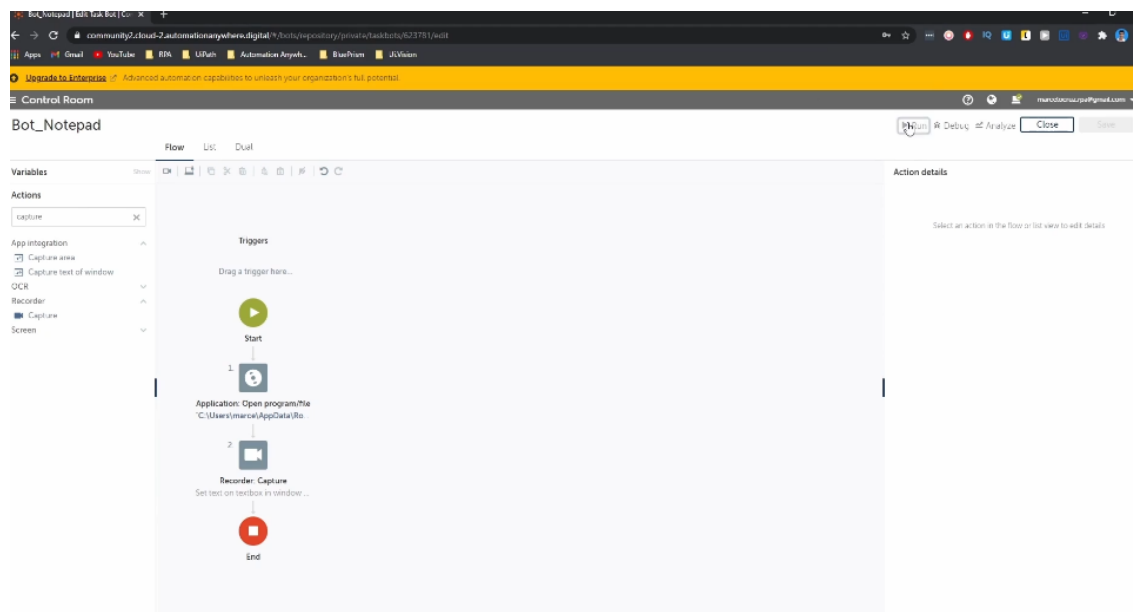 Bot_Notepad | Edit Task Bot | Co
community2.cloud-2.automationanywhere.digital/#/bots/repository/private/taskbots/623781/edit
Apps Gmail YouTube RPA UiPath Automation Anywh... BluePrism UiVision
Upgrade to Enterprise Advanced automation capabilities to unleash your organization's full potential.
Control Room
Bot_Notepad
Run Debug Analyze Close Save
Flow List Dual
Variables Show
Action details
Actions
capture
Select an action in the flow or list view to edit details
App integration
Capture area
Capture text of window
OCR
Recorder
Capture
Screen
Triggers
Drag a trigger here...
Start
1
Application: Open program/file
"C:\Users\marce\AppData\Ro...
2
Recorder: Capture
Set text on textbox in window ...
End